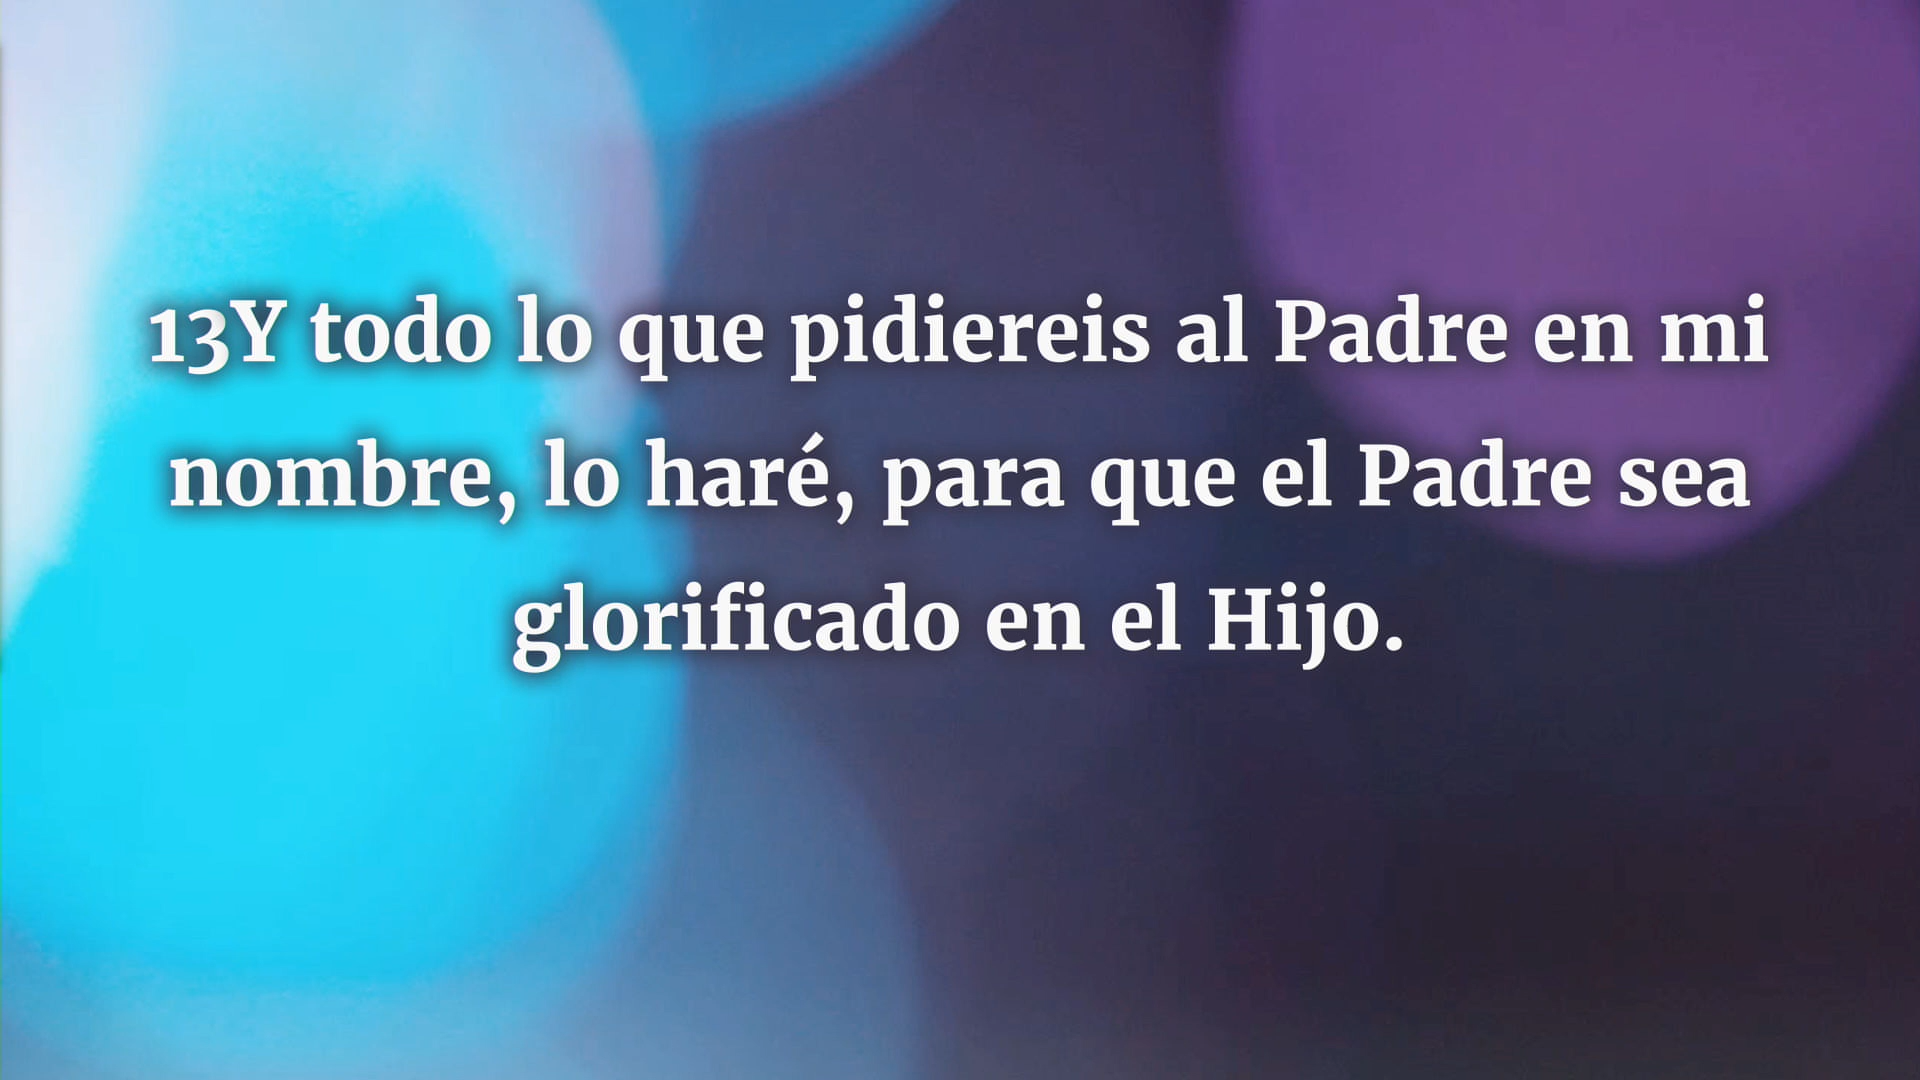 13Y todo lo que pidiereis al Padre en mi
nombre, lo haré, para que el Padre sea
glorificado en el Hijo.